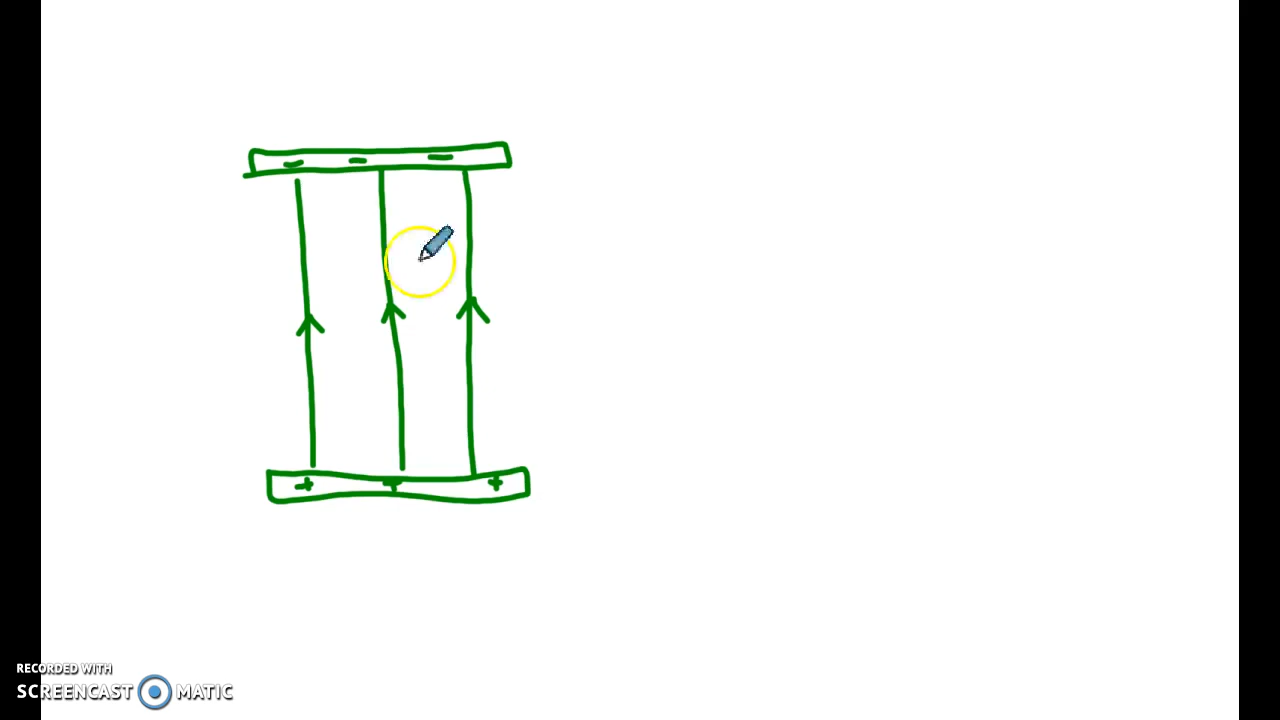 - - -
+ + +
RECORDED WITH
SCREENCAST MATIC